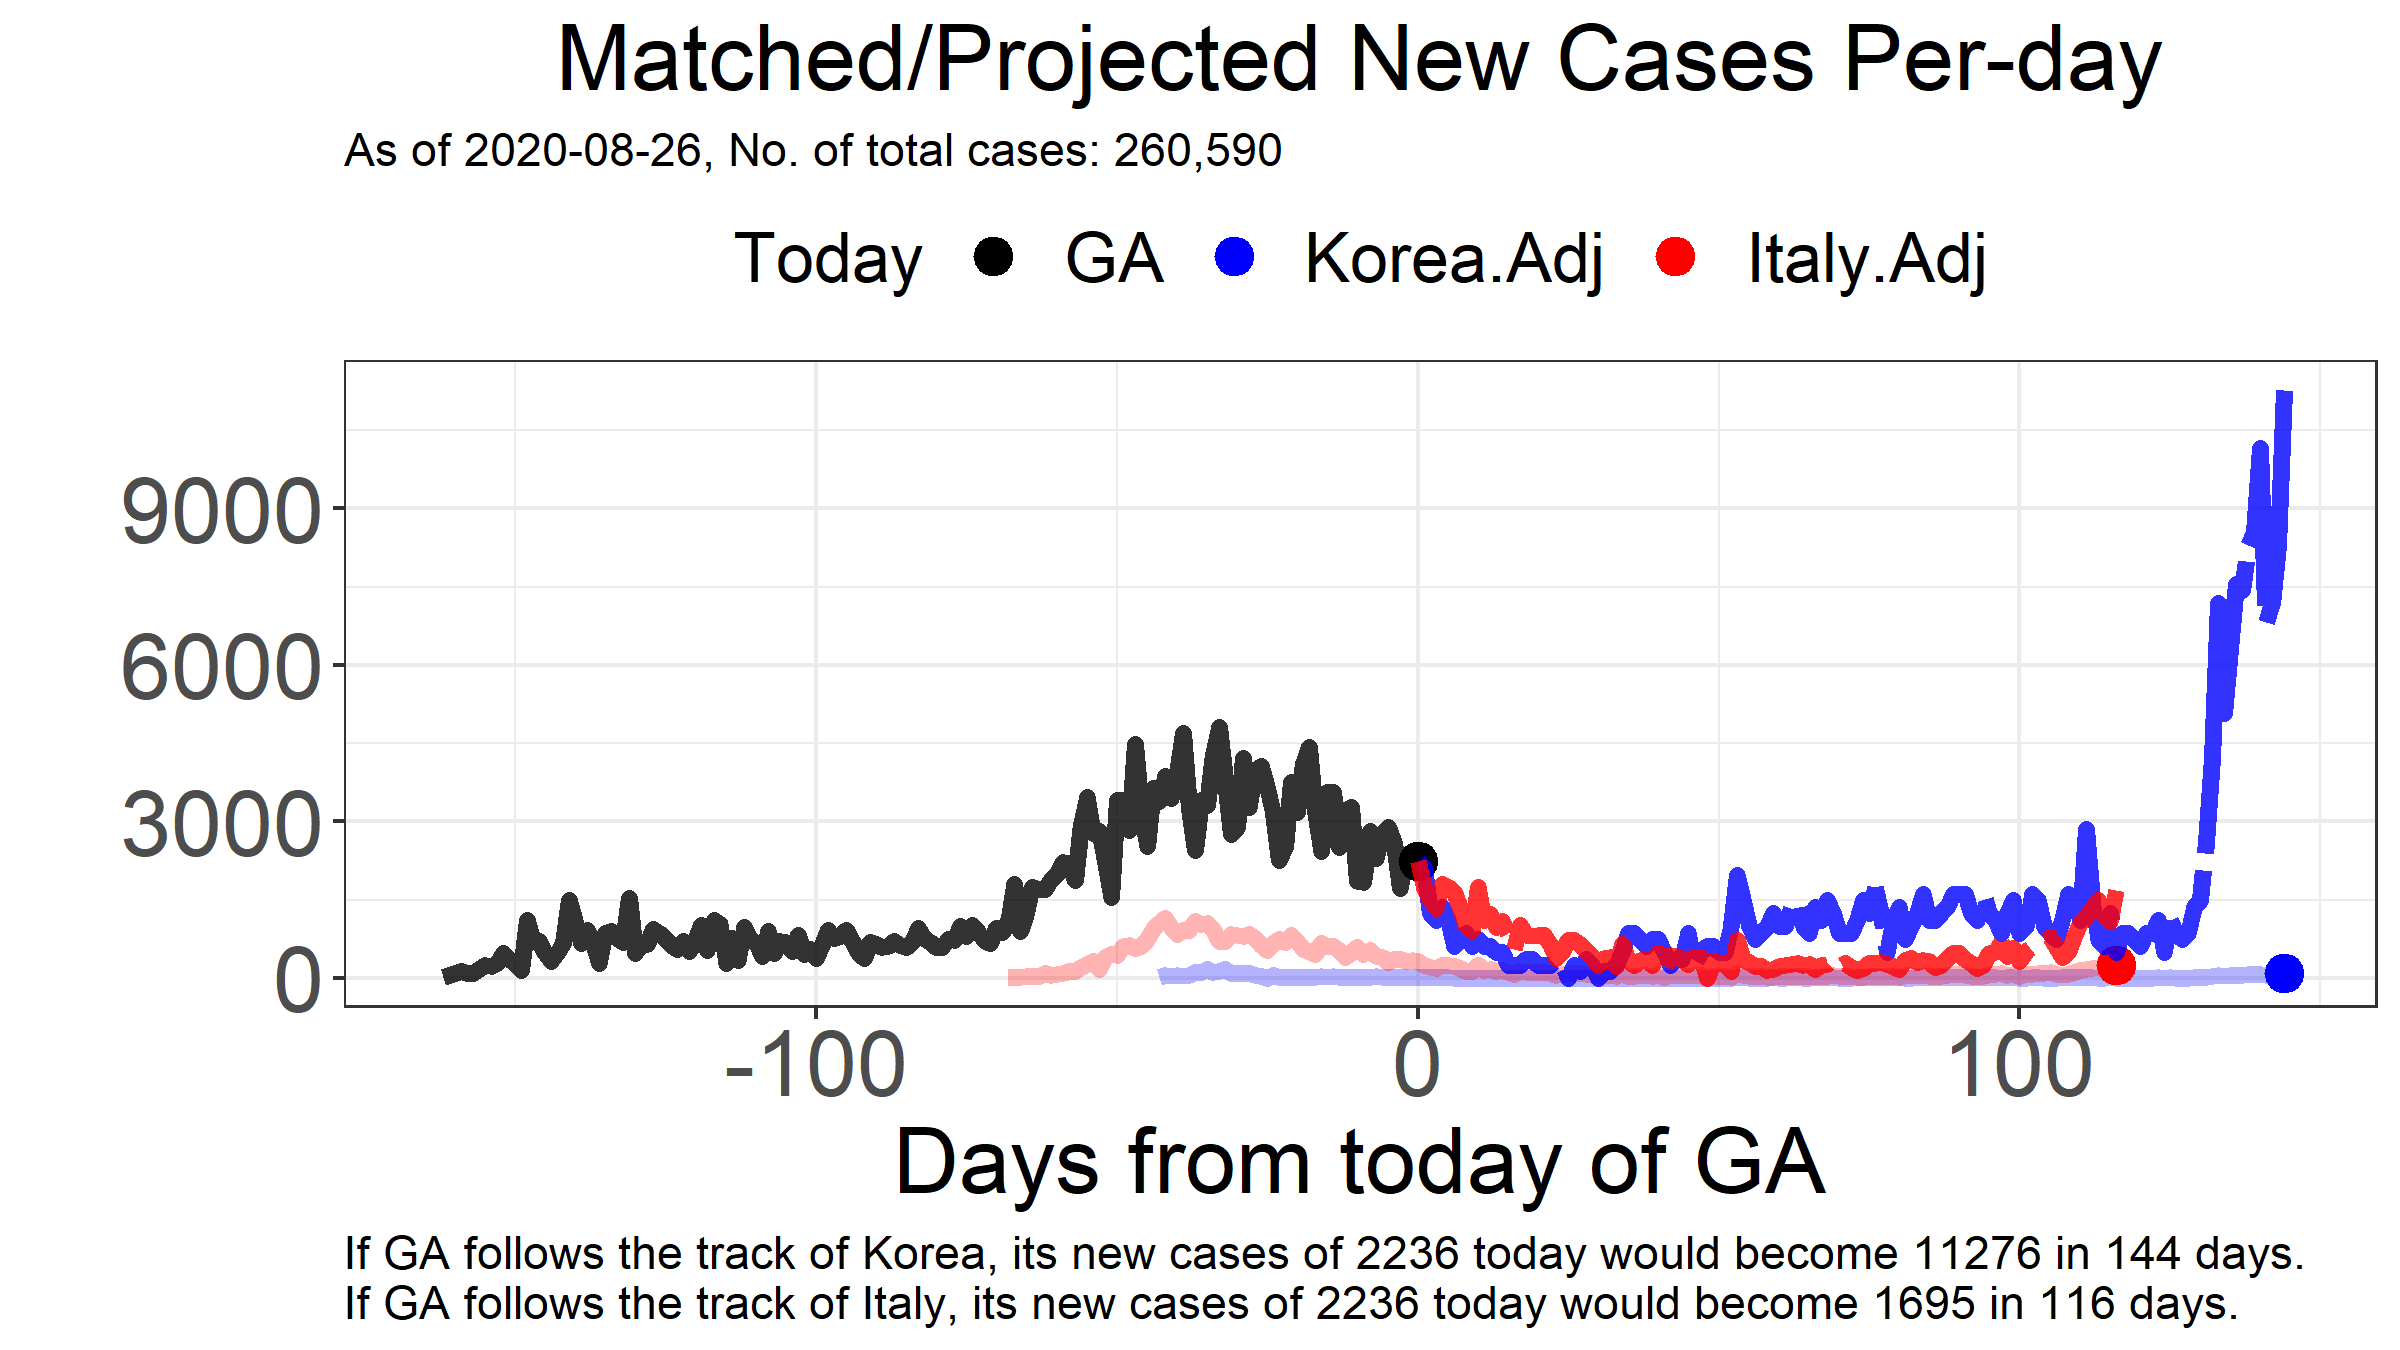 Matched/Projected New Cases Per-day
As of 2020-08-26, No. of total cases: 260,590
Today GA Korea.Adj Italy.Adj
9000
6000
3000
0
-100 0 100
Days from today of GA
If GA follows the track of Korea, its new cases of 2236 today would become 11276 in 144 days.
If GA follows the track of Italy, its new cases of 2236 today would become 1695 in 116 days.